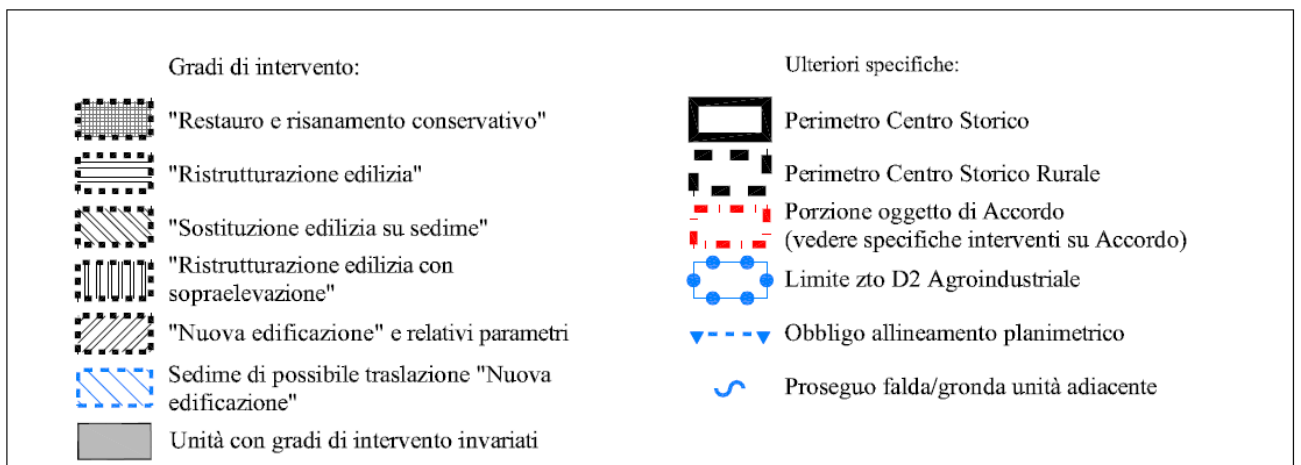 Gradi di intervento:
"Restauro e risanamento conservativo"
"Ristrutturazione edilizia"
"Sostituzione edilizia su sedime"
"Ristrutturazione edilizia con
sopraelevazione"
"Nuova edificazione" e relativi parametri
Sedime di possibile traslazione "Nuova
edificazione"
Unità con gradi di intervento invariati
Ulteriori specifiche:
Perimetro Centro Storico
Perimetro Centro Storico Rurale
Porzione oggetto di Accordo
(vedere specifiche interventi su Accordo)
Limite zto D2 Agroindustriale
Obbligo allineamento planimetrico
Proseguo falda/gronda unità adiacente